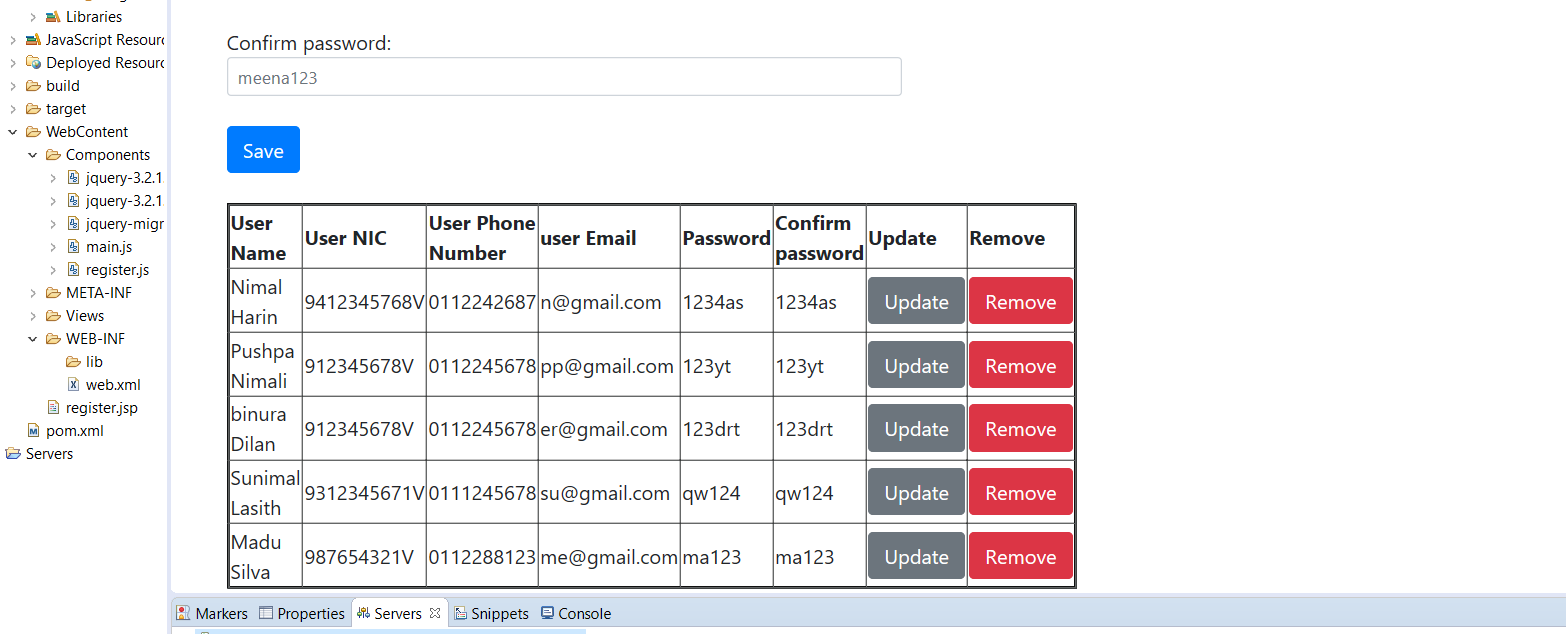 Libraries
JavaScript Resour
Deployed Resour
build
target
WebContent
Components
jquery-3.2.1
jquery-3.2.1
jquery-migr
main.js
register.js
META-INF
Views
WEB-INF
lib
web.xml
register.jsp
pom.xml
Servers
Confirm password:
meena123
Save
User Name User NIC User Phone Number user Email Password Confirm password Update Remove
Nimal Harin 9412345768V 0112242687 n@gmail.com 1234as 1234as Update Remove
Pushpa Nimali 912345678V 0112245678 pp@gmail.com 123yt 123yt Update Remove
binura Dilan 912345678V 0112245678 er@gmail.com 123drt 123drt Update Remove
Sunimal Lasith 9312345671V 0111245678 su@gmail.com qw124 qw124 Update Remove
Madu Silva 987654321V 0112288123 me@gmail.com ma123 ma123 Update Remove
Markers Properties Servers Snippets Console